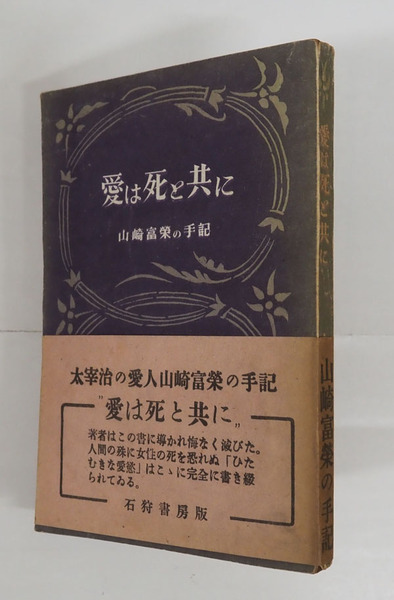 愛は死と共に
山崎富榮の手記
太宰治の愛人山崎富榮の手記
"愛は死と共に"
著者はこの書に導かれ悔なく滅びた。
人間の殊に女性の死を恐れぬ「ひた
むきな愛慾」はこゝに完全に書き綴
られてゐる。
石狩書房版
愛は死と共に
山崎富榮の手記